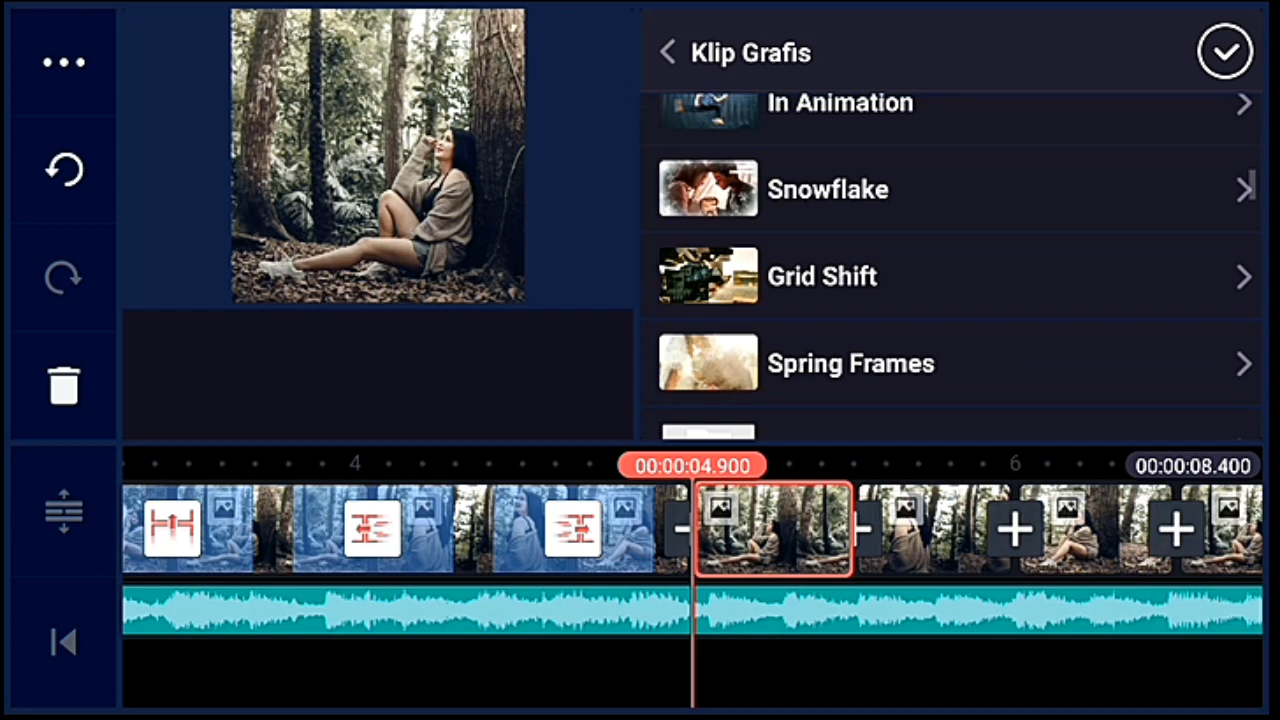 Klip Grafis
In Animation
Snowflake
Grid Shift
Spring Frames
4
00:00:04.900
6
00:00:08.400